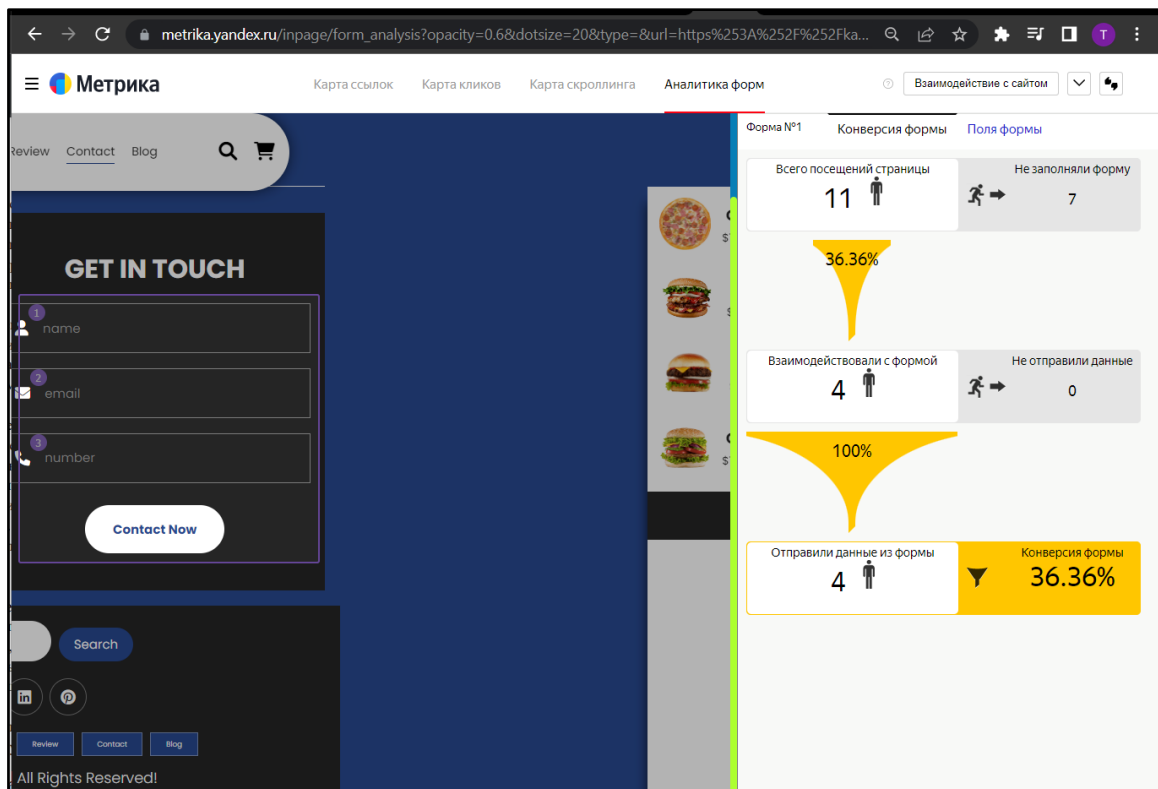 metrika.yandex.ru/inpage/form_analysis?opacity=0.6&dotsize=20&type=&url=https%253A%252F%252Fka...
T
Метрика
Карта ссылок
Карта кликов
Карта скроллинга
Аналитика форм
Взаимодействие с сайтом
Review Contact Blog
GET IN TOUCH
1
name
2
email
3
number
Contact Now
Search
Review
Contact
Blog
All Rights Reserved!
Форма №1
Конверсия формы
Поля формы
Всего посещений страницы
11
Не заполняли форму
7
36.36%
Взаимодействовали с формой
4
Не отправили данные
0
100%
Отправили данные из формы
4
Конверсия формы
36.36%